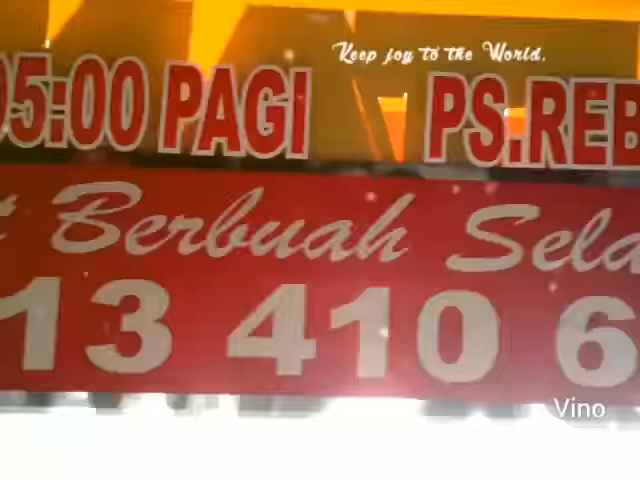 Keep joy to the World.
05:00 PAGI PS.REB
Berbuah Sela
13 410 6
Vino